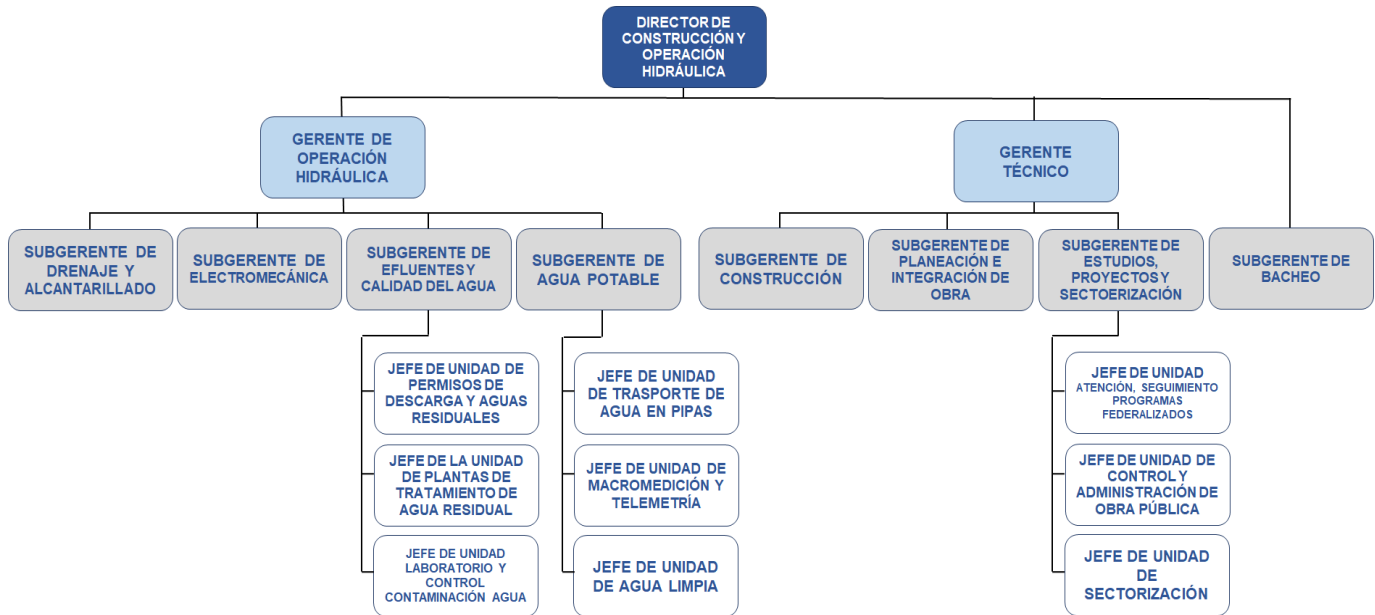 DIRECTOR DE
CONSTRUCCIÓN Y
OPERACIÓN
HIDRÁULICA
GERENTE DE
OPERACIÓN
HIDRÁULICA
GERENTE
TÉCNICO
SUBGERENTE DE
DRENAJE Y
ALCANTARILLADO
SUBGERENTE DE
ELECTROMECÁNICA
SUBGERENTE DE
EFLUENTES Y
CALIDAD DEL AGUA
SUBGERENTE DE
AGUA POTABLE
SUBGERENTE DE
CONSTRUCCIÓN
SUBGERENTE DE
PLANEACIÓN E
INTEGRACIÓN DE
OBRA
SUBGERENTE DE
ESTUDIOS,
PROYECTOS Y
SECTOERIZACIÓN
SUBGERENTE DE
BACHEO
JEFE DE UNIDAD DE
PERMISOS DE
DESCARGA Y AGUAS
RESIDUALES
JEFE DE LA UNIDAD
DE PLANTAS DE
TRATAMIENTO DE
AGUA RESIDUAL
JEFE DE UNIDAD
LABORATORIO Y
CONTROL
CONTAMINACIÓN AGUA
JEFE DE UNIDAD
DE TRASPORTE DE
AGUA EN PIPAS
JEFE DE UNIDAD DE
MACROMEDICIÓN Y
TELEMETRÍA
JEFE DE UNIDAD
DE AGUA LIMPIA
JEFE DE UNIDAD
ATENCIÓN, SEGUIMIENTO
PROGRAMAS
FEDERALIZADOS
JEFE DE UNIDAD DE
CONTROL Y
ADMINISTRACIÓN DE
OBRA PÚBLICA
JEFE DE UNIDAD
DE
SECTORIZACIÓN